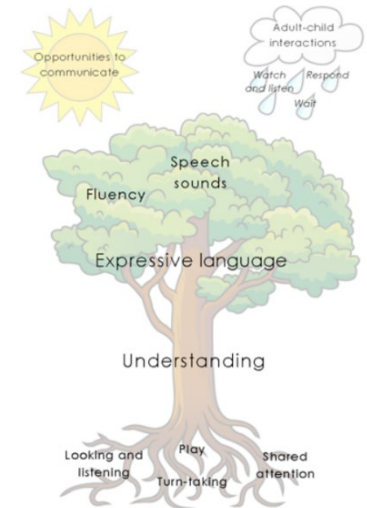 Opportunities to
communicate
Adult-child
interactions
Watch
and listen
Respond
Wait
Speech
sounds
Fluency
Expressive language
Understanding
Looking and
listening
Play
Turn-taking
Shared
attention